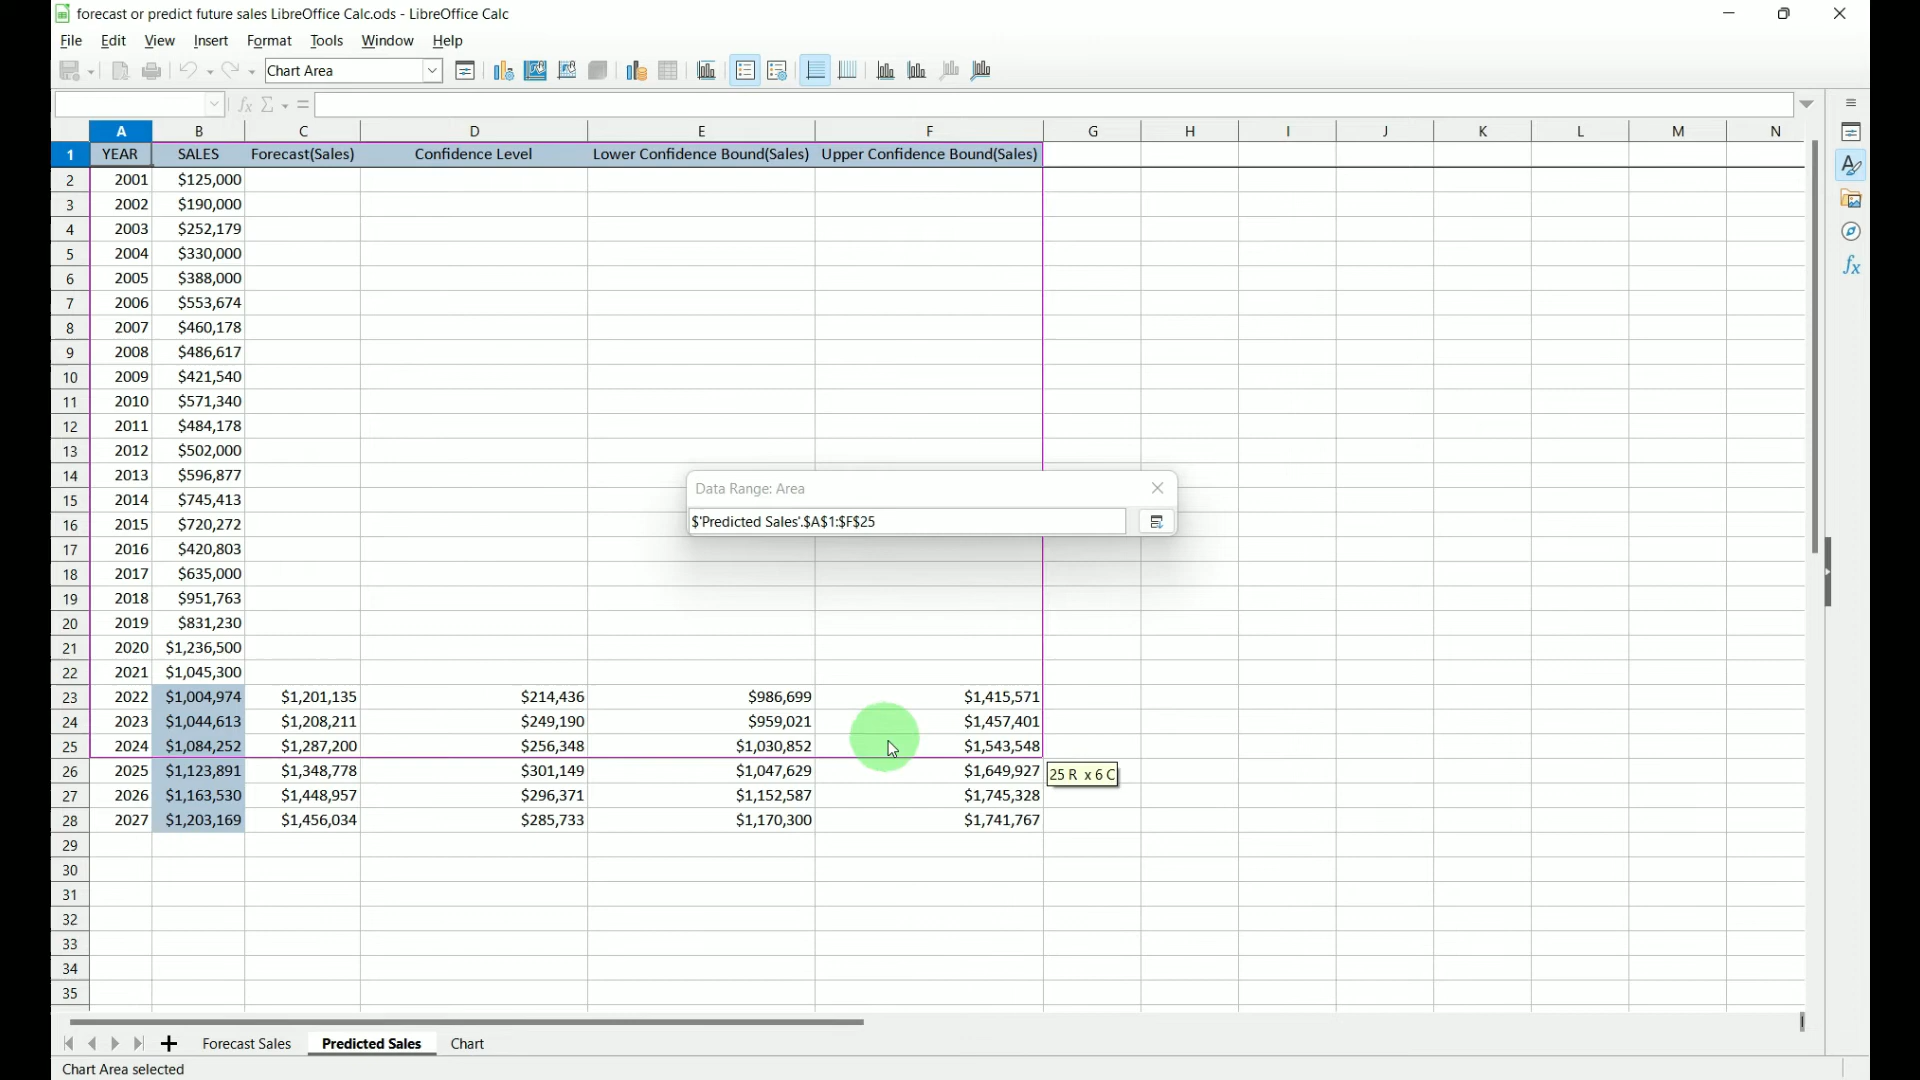 forecast or predict future sales LibreOffice Calc.ods - LibreOffice Calc
File Edit View Insert Format Tools Window Help
Chart Area
A B C D E F G H I J K L M N
1 YEAR SALES Forecast(Sales) Confidence Level Lower Confidence Bound(Sales) Upper Confidence Bound(Sales)
2 2001 $125,000
3 2002 $190,000
4 2003 $252,179
5 2004 $330,000
6 2005 $388,000
7 2006 $553,674
8 2007 $460,178
9 2008 $486,617
10 2009 $421,540
11 2010 $571,340
12 2011 $484,178
13 2012 $502,000
Data Range: Area
14 2013 $596,877
15 2014 $745,413
$'Predicted Sales'.$A$1:$F$25
16 2015 $720,272
17 2016 $420,803
18 2017 $635,000
19 2018 $951,763
20 2019 $831,230
21 2020 $1,236,500
22 2021 $1,045,300
23 2022 $1,004,974 $1,201,135 $214,436 $986,699 $1,415,571
24 2023 $1,044,613 $1,208,211 $249,190 $959,021 $1,457,401
25 2024 $1,084,252 $1,287,200 $256,348 $1,030,852 $1,543,548
26 2025 $1,123,891 $1,348,778 $301,149 $1,047,629 $1,649,927 25 R x 6 C
27 2026 $1,163,530 $1,448,957 $296,371 $1,152,587 $1,745,328
28 2027 $1,203,169 $1,456,034 $285,733 $1,170,300 $1,741,767
29
30
31
32
33
34
35
Forecast Sales Predicted Sales Chart
Chart Area selected